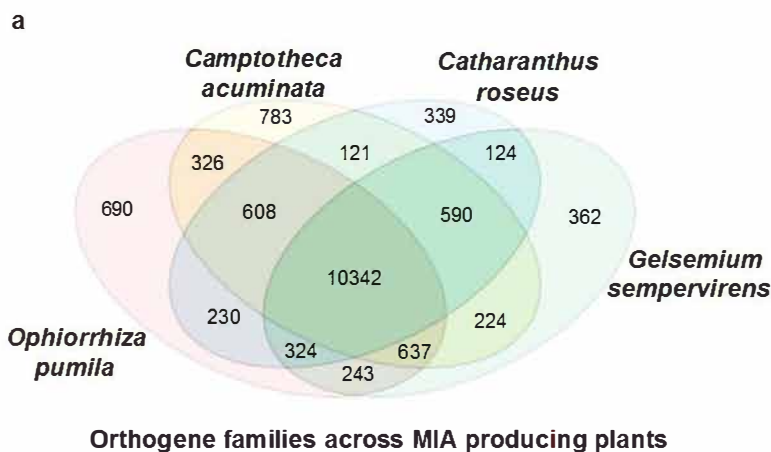 a
Camptotheca
acuminata
Catharanthus
roseus
783
339
326
121
124
690
608
590
362
10342
Gelsemium
sempervirens
230
224
Ophiorrhiza
pumila
324
637
243
Orthogene families across MIA producing plants